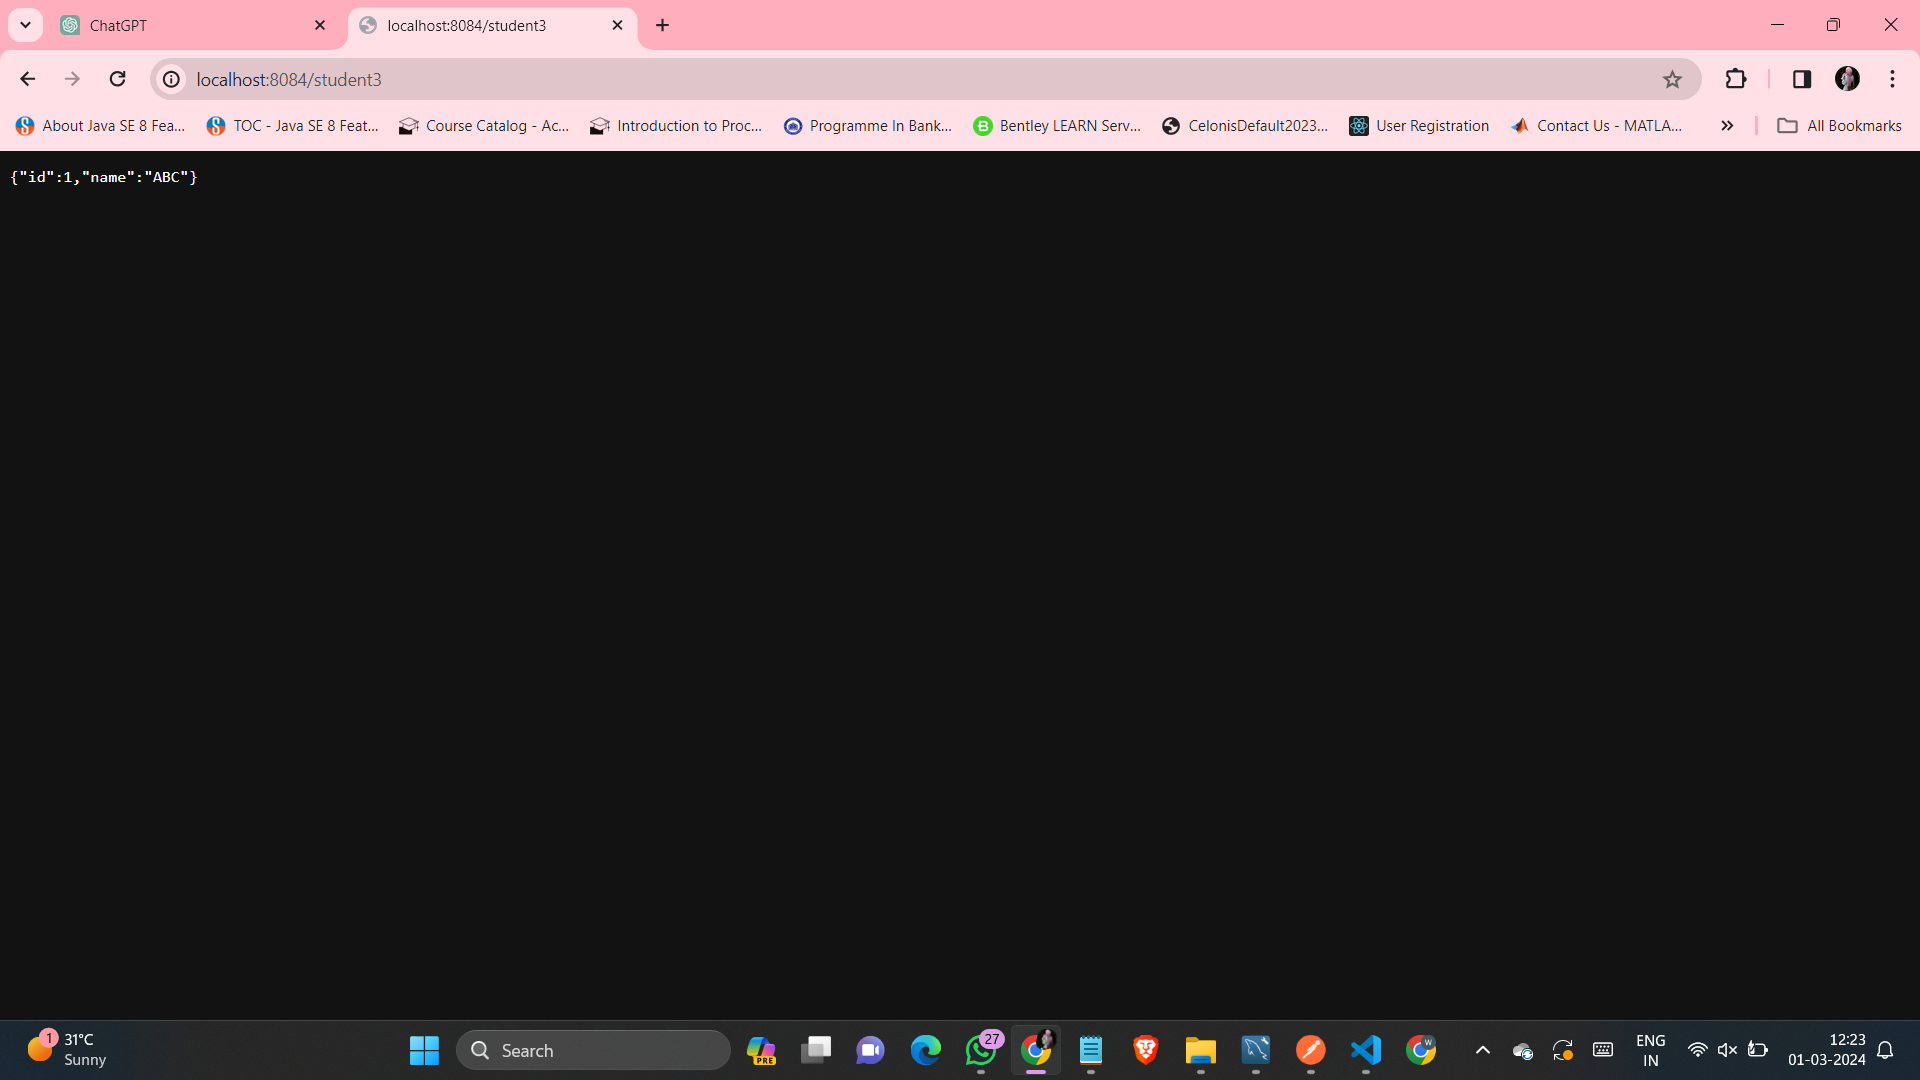 ChatGPT
localhost:8084/student3
localhost:8084/student3
About Java SE 8 Fea...
TOC - Java SE 8 Feat...
Course Catalog - Ac...
Introduction to Proc...
Programme In Bank...
Bentley LEARN Serv...
CelonisDefault2023...
User Registration
Contact Us - MATLA...
All Bookmarks
{"id":1,"name":"ABC"}
1
31°C
Sunny
Search
PRE
27
W
ENG
IN
12:23
01-03-2024